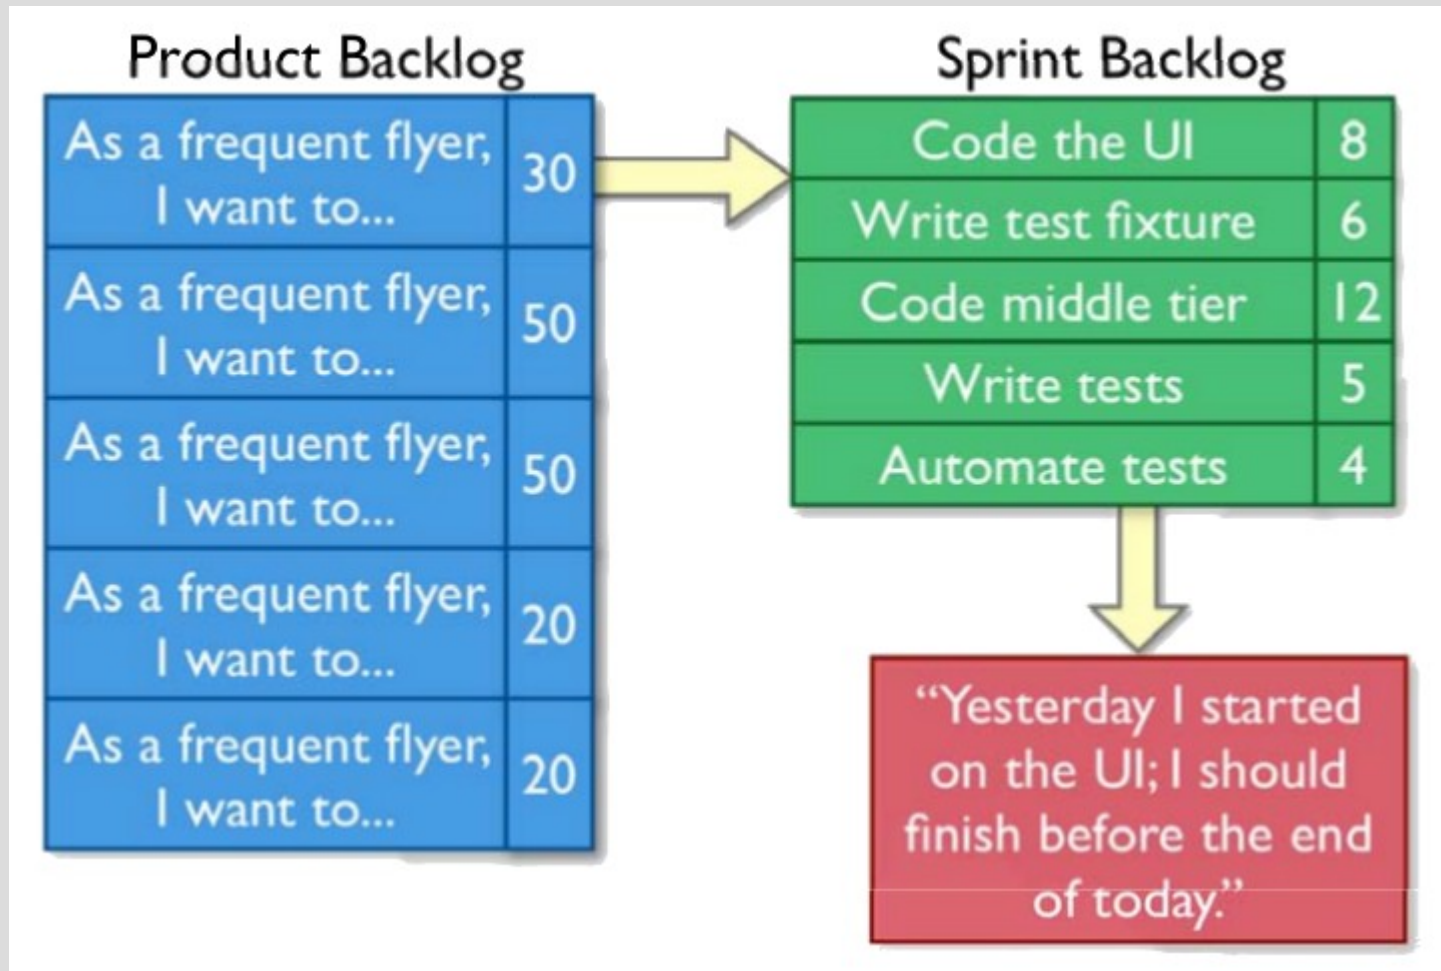 Product Backlog
As a frequent flyer,
I want to...
30
As a frequent flyer,
I want to...
50
As a frequent flyer,
I want to...
50
As a frequent flyer,
I want to...
20
As a frequent flyer,
I want to...
20
Sprint Backlog
Code the UI 8
Write test fixture 6
Code middle tier 12
Write tests 5
Automate tests 4
“Yesterday I started
on the UI; I should
finish before the end
of today.”